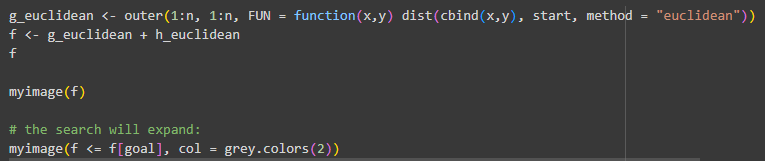 g_euclidean <- outer(1:n, 1:n, FUN = function(x,y) dist(cbind(x,y), start, method = "euclidean"))
f <- g_euclidean + h_euclidean
f
myimage(f)
# the search will expand:
myimage(f <= f[goal], col = grey.colors(2))